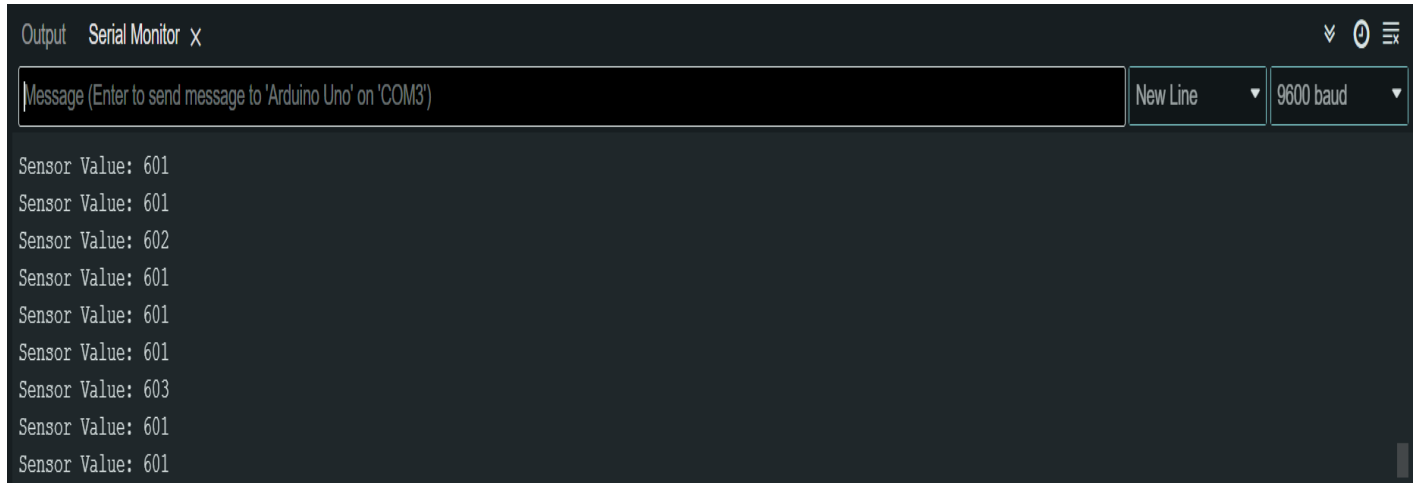 Output Serial Monitor
Message (Enter to send message to 'Arduino Uno' on 'COM3') New Line 9600 baud
Sensor Value: 601
Sensor Value: 601
Sensor Value: 602
Sensor Value: 601
Sensor Value: 601
Sensor Value: 601
Sensor Value: 603
Sensor Value: 601
Sensor Value: 601